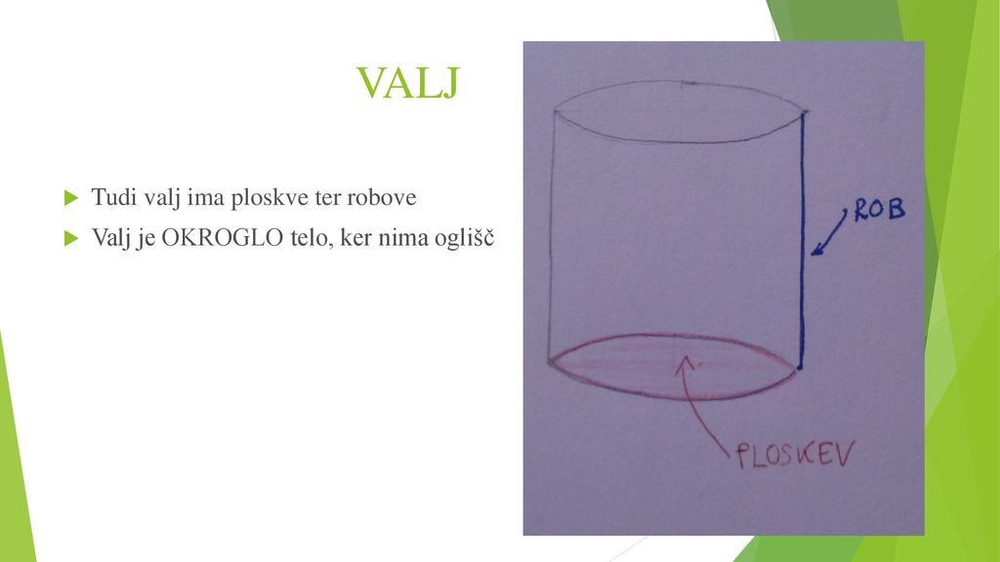 VALJ
Tudi valj ima ploskve ter robove
Valj je OKROGLO telo, ker nima oglišč
ROB
PLOSKEV